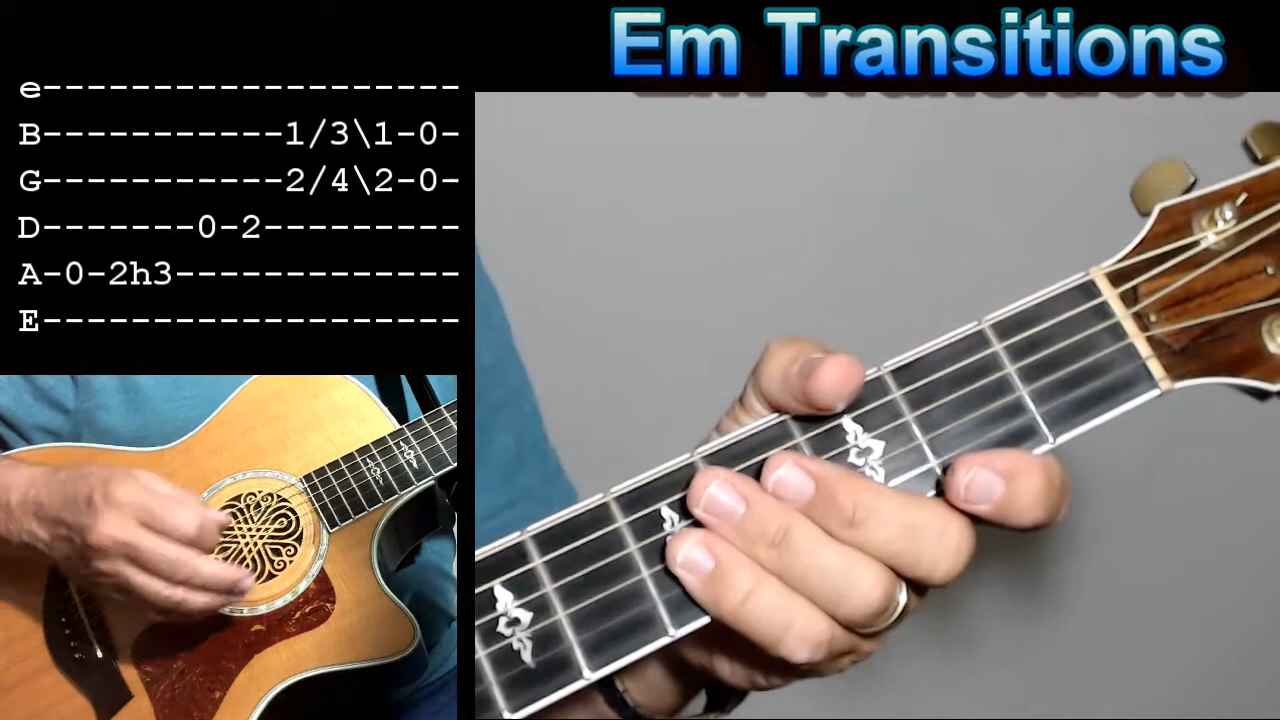 Em Transitions
e-------------------
B-----------1/3\1-0-
G-----------2/4\2-0-
D-------0-2---------
A-0-2h3-------------
E-------------------